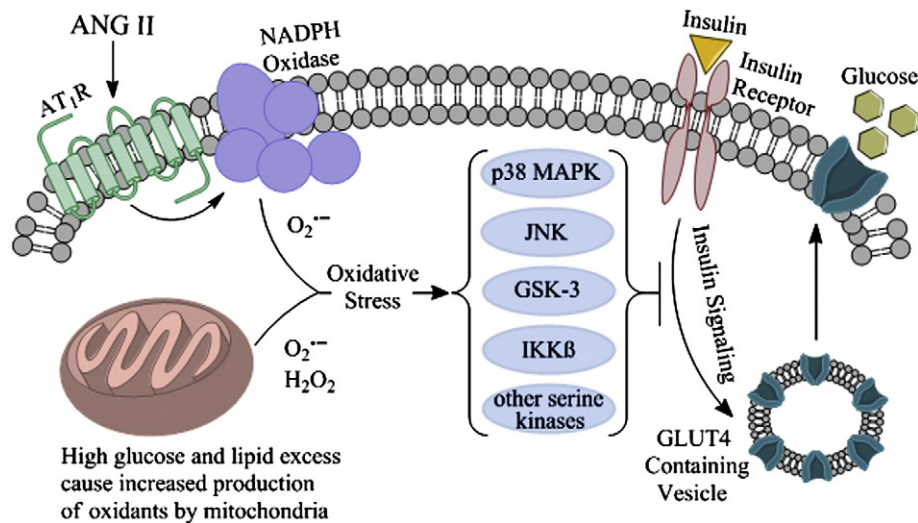 ANG II
AT₁R
NADPH
Oxidase
O₂•−
Oxidative
Stress
O₂•−
H₂O₂
High glucose and lipid excess
cause increased production
of oxidants by mitochondria
p38 MAPK
JNK
GSK-3
IKKß
other serine
kinases
Insulin
Insulin
Receptor
Glucose
Insulin Signaling
GLUT4
Containing
Vesicle